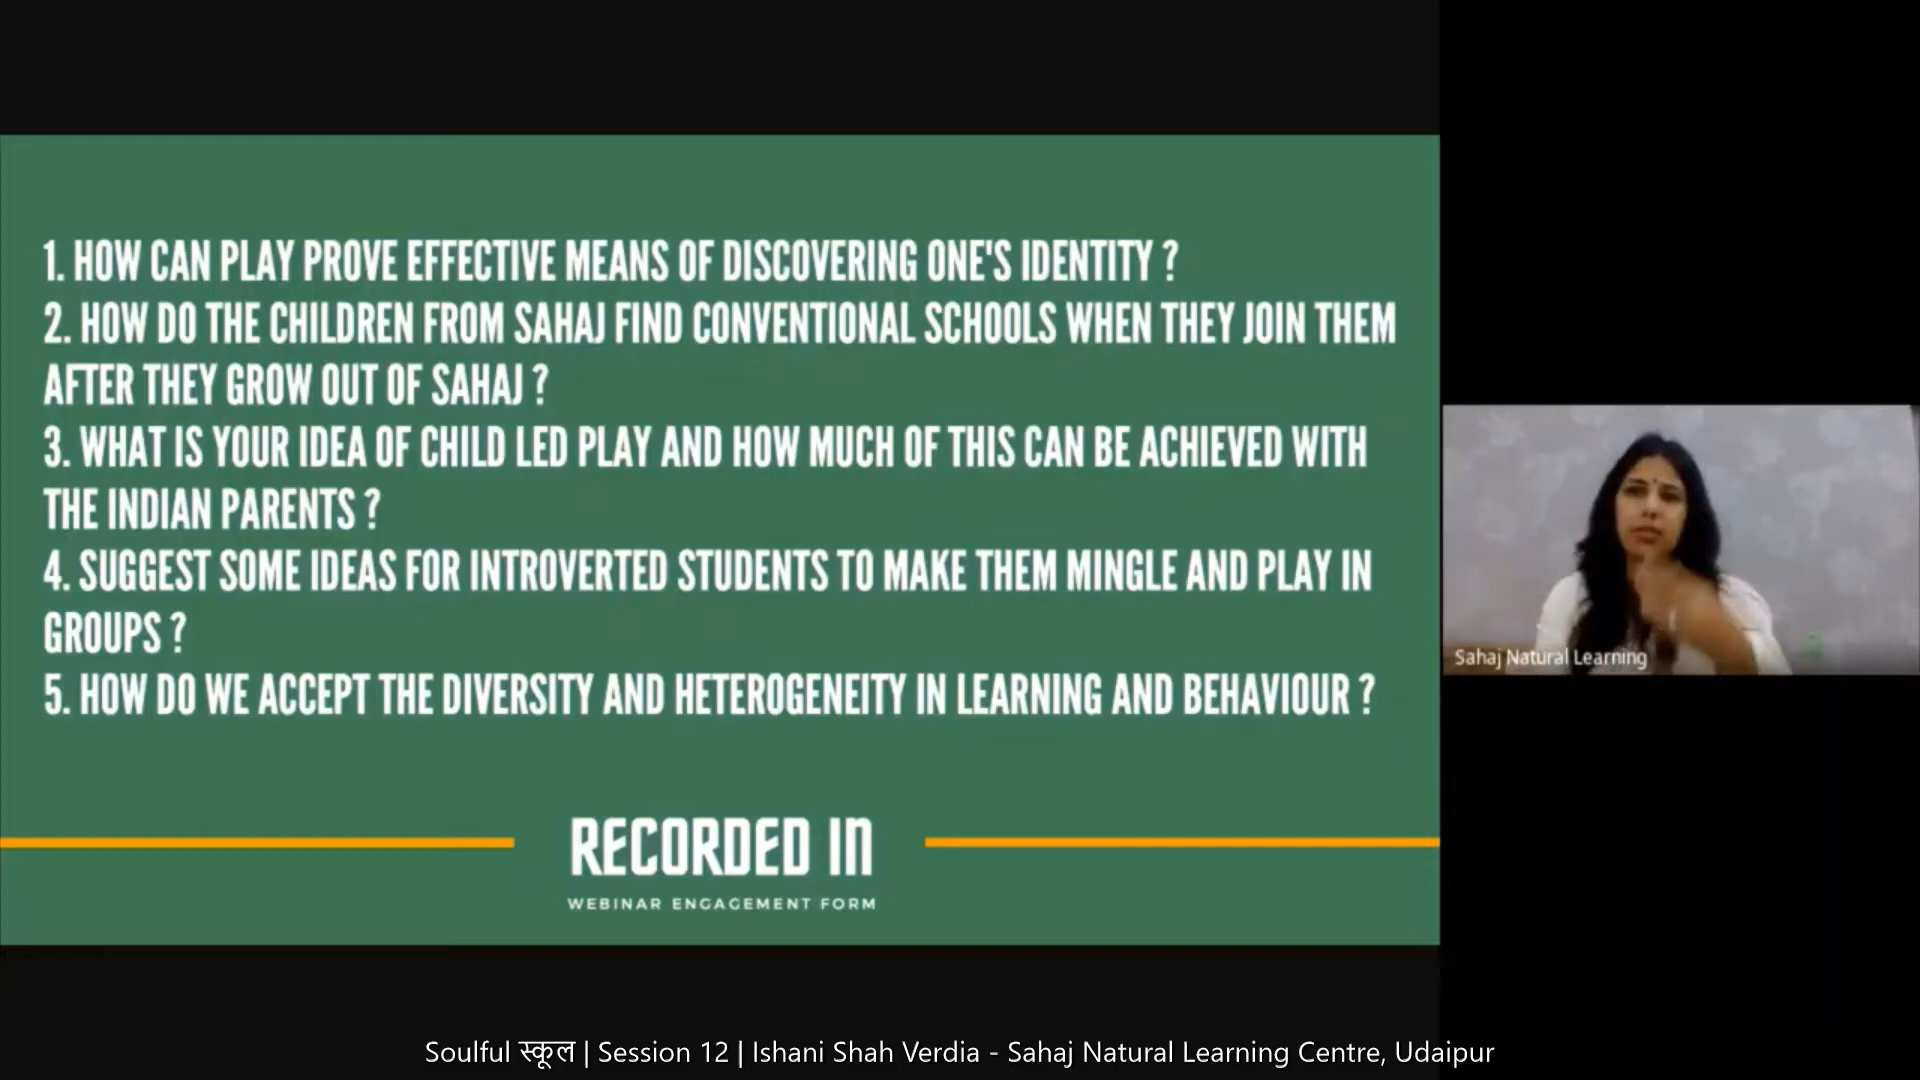 1. HOW CAN PLAY PROVE EFFECTIVE MEANS OF DISCOVERING ONE'S IDENTITY ?
2. HOW DO THE CHILDREN FROM SAHAJ FIND CONVENTIONAL SCHOOLS WHEN THEY JOIN THEM
AFTER THEY GROW OUT OF SAHAJ ?
3. WHAT IS YOUR IDEA OF CHILD LED PLAY AND HOW MUCH OF THIS CAN BE ACHIEVED WITH
THE INDIAN PARENTS ?
4. SUGGEST SOME IDEAS FOR INTROVERTED STUDENTS TO MAKE THEM MINGLE AND PLAY IN
GROUPS ?
5. HOW DO WE ACCEPT THE DIVERSITY AND HETEROGENEITY IN LEARNING AND BEHAVIOUR ?
RECORDED IN
WEBINAR ENGAGEMENT FORM
Sahaj Natural Learning
Soulful स्कूल | Session 12 | Ishani Shah Verdia - Sahaj Natural Learning Centre, Udaipur